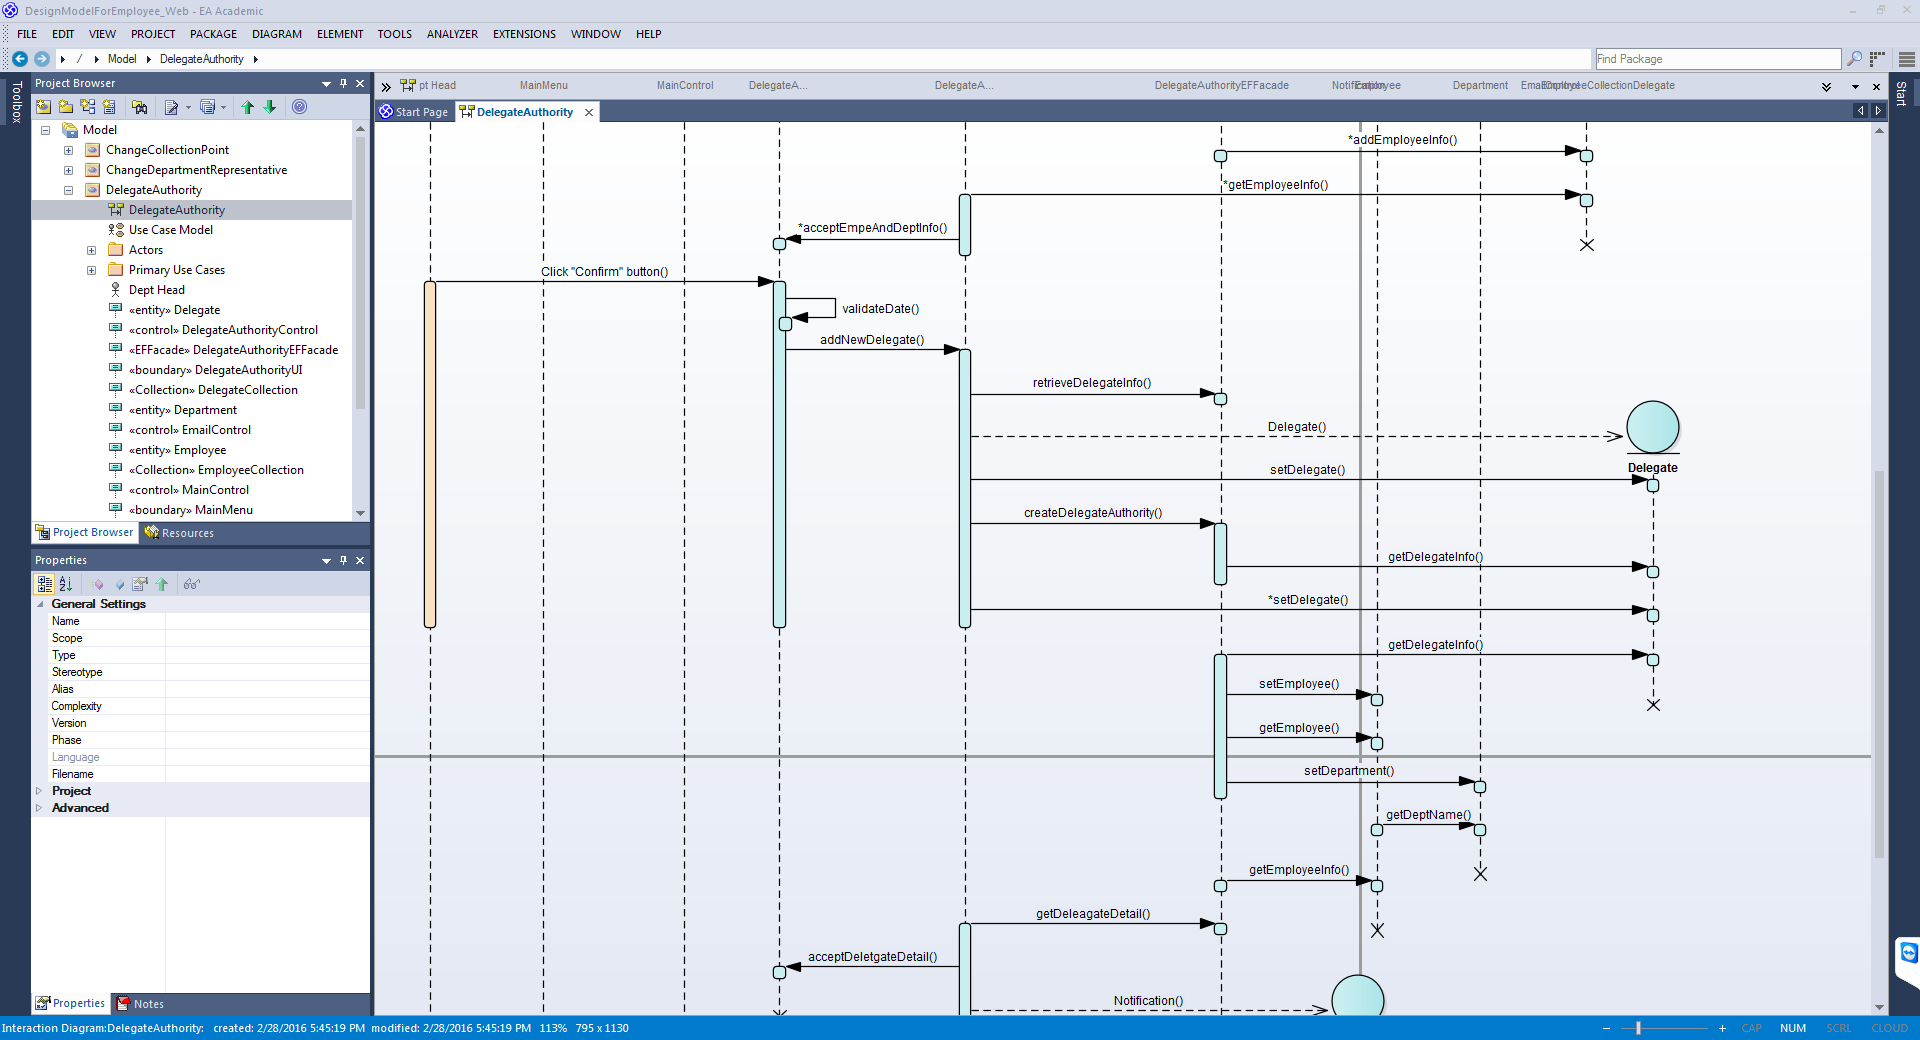 DesignModelForEmployee_Web - EA Academic
FILE EDIT VIEW PROJECT PACKAGE DIAGRAM ELEMENT TOOLS ANALYZER EXTENSIONS WINDOW HELP
/ Model DelegateAuthority
Find Package
Toolbox
Project Browser
Model
ChangeCollectionPoint
ChangeDepartmentRepresentative
DelegateAuthority
DelegateAuthority
Use Case Model
Actors
Primary Use Cases
Dept Head
«entity» Delegate
«control» DelegateAuthorityControl
«EFFacade» DelegateAuthorityEFFacade
«boundary» DelegateAuthorityUI
«Collection» DelegateCollection
«entity» Department
«control» EmailControl
«entity» Employee
«Collection» EmployeeCollection
«control» MainControl
«boundary» MainMenu
Project Browser Resources
Properties
General Settings
Name
Scope
Type
Stereotype
Alias
Complexity
Version
Phase
Language
Filename
Project
Advanced
Properties Notes
pt Head MainMenu MainControl DelegateA... DelegateA... DelegateAuthorityEFFacade Employee Department EmployeeCollectionDelegate
Start Page DelegateAuthority
Start
*addEmployeeInfo()
*getEmployeeInfo()
*acceptEmpeAndDeptInfo()
Click "Confirm" button()
validateDate()
addNewDelegate()
retrieveDelegateInfo()
Delegate()
Delegate
setDelegate()
createDelegateAuthority()
getDelegateInfo()
*setDelegate()
getDelegateInfo()
setEmployee()
getEmployee()
setDepartment()
getDeptName()
getEmployeeInfo()
getDeleagateDetail()
acceptDeletgateDetail()
Notification()
Interaction Diagram:DelegateAuthority: created: 2/28/2016 5:45:19 PM modified: 2/28/2016 5:45:19 PM 113% 795 x 1130
CAP NUM SCRL CLOUD